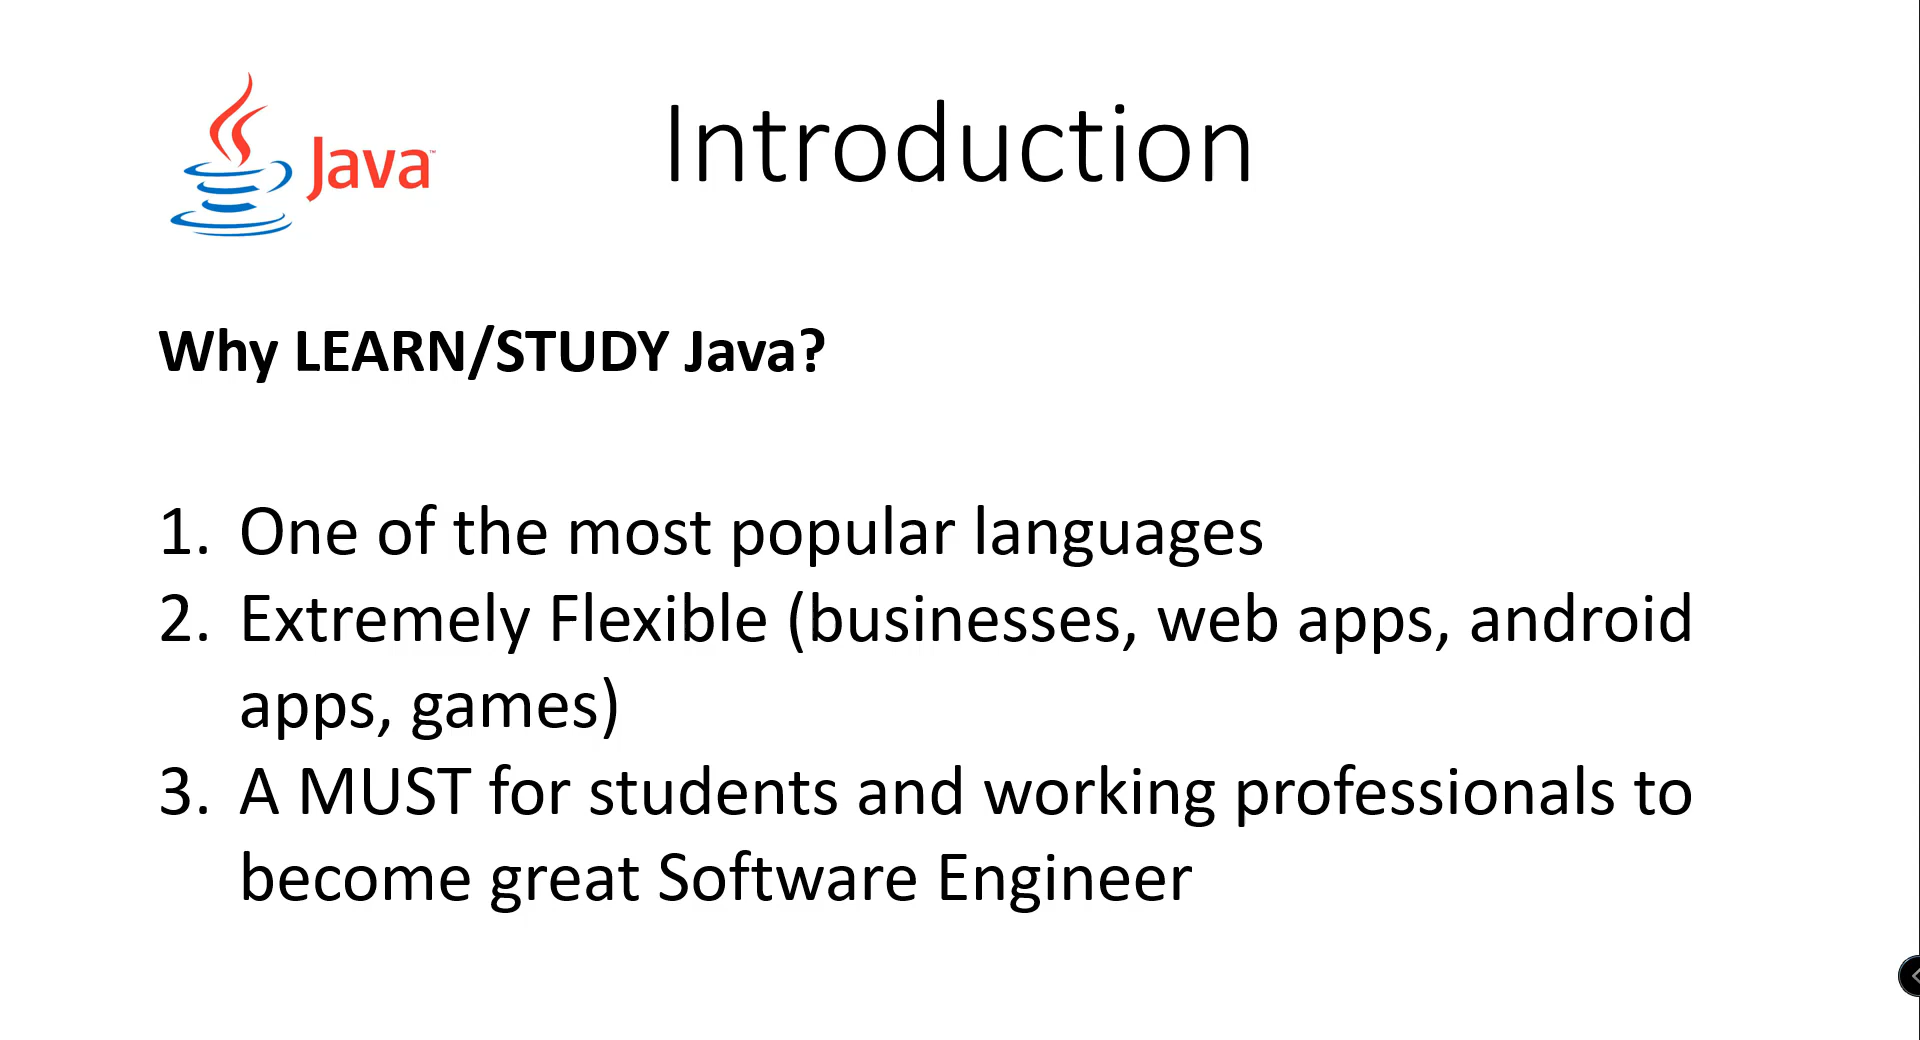 Java™
Introduction
Why LEARN/STUDY Java?
1. One of the most popular languages
2. Extremely Flexible (businesses, web apps, android
apps, games)
3. A MUST for students and working professionals to
become great Software Engineer